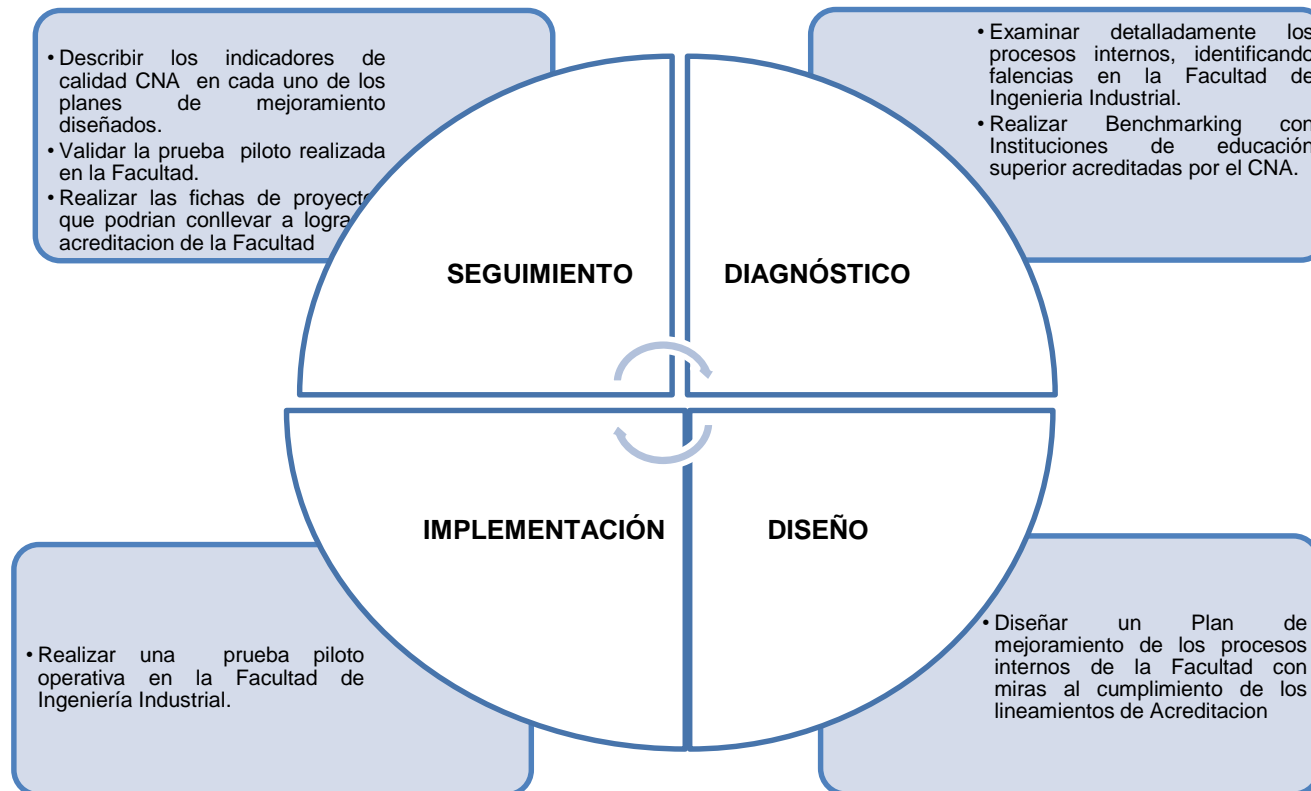 • Describir los indicadores de
calidad CNA en cada uno de los
planes de mejoramiento
diseñados.
• Validar la prueba piloto realizada
en la Facultad.
• Realizar las fichas de
que podrian conllevar a
acreditacion de la Facultad
• Examinar detalladamente los
procesos internos, identificando
falencias en la Facultad de
Ingenieria Industrial.
• Realizar Benchmarking con
Instituciones de educación
superior acreditadas por el CNA.
SEGUIMIENTO
DIAGNÓSTICO
IMPLEMENTACIÓN
DISEÑO
• Realizar una prueba piloto
operativa en la Facultad de
Ingeniería Industrial.
• Diseñar un Plan de
mejoramiento de los procesos
internos de la Facultad con
miras al cumplimiento de los
lineamientos de Acreditacion